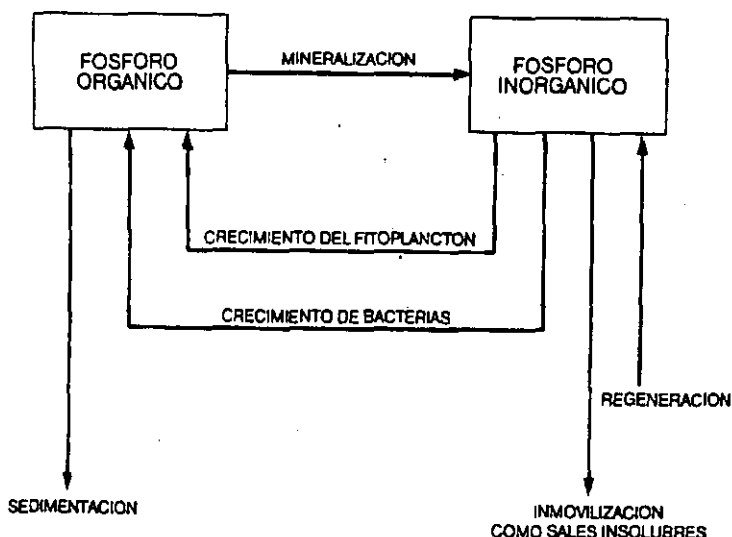 FOSFORO
ORGANICO
MINERALIZACION
FOSFORO
INORGANICO
CRECIMIENTO DEL FITOPLANCTON
CRECIMIENTO DE BACTERIAS
REGENERACION
SEDIMENTACION
INMOVILIZACION
COMO SALES INSOLUBRES